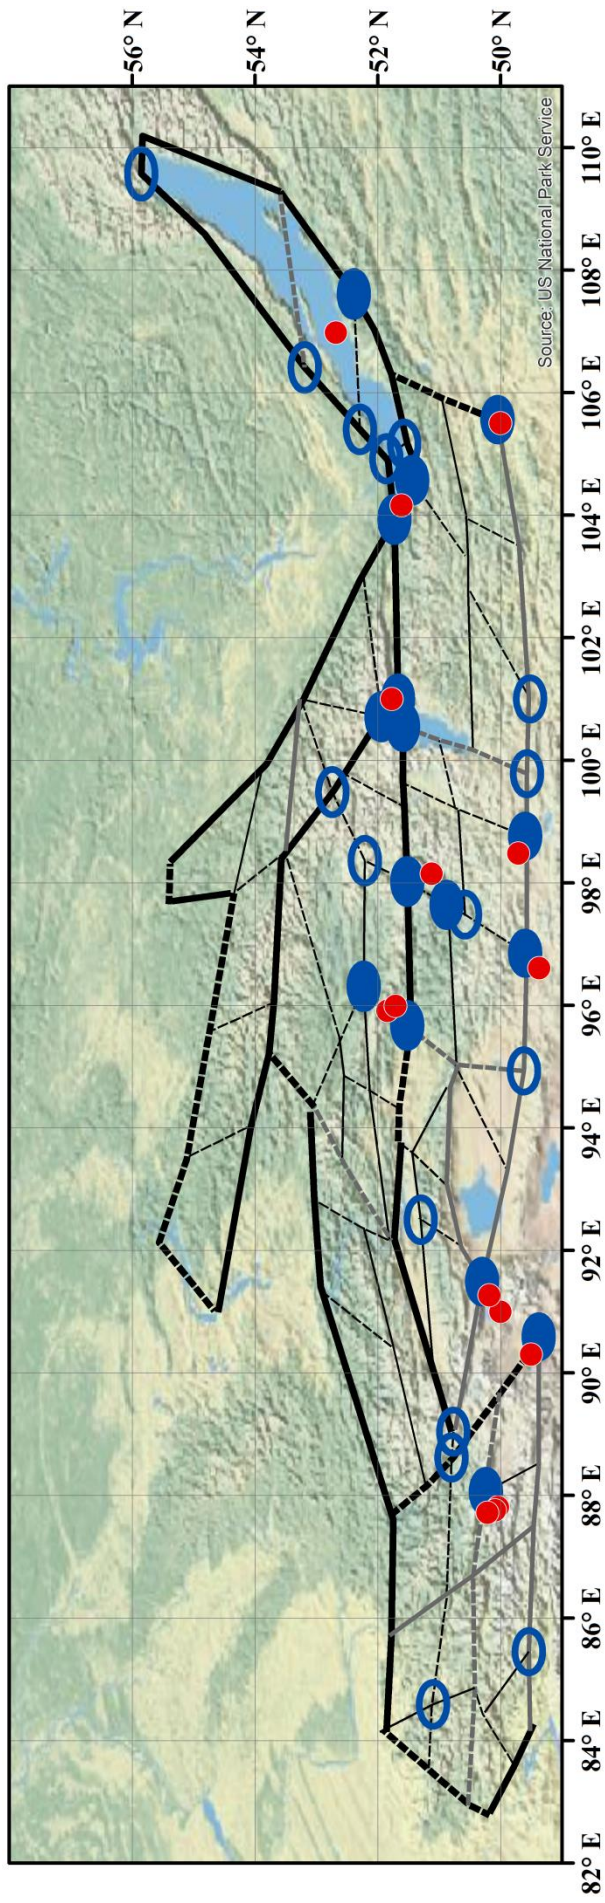 56° N
54° N
52° N
50° N
Source: US National Park Service
82° E
84° E
86° E
88° E
90° E
92° E
94° E
96° E
98° E
100° E
102° E
104° E
106° E
108° E
110° E